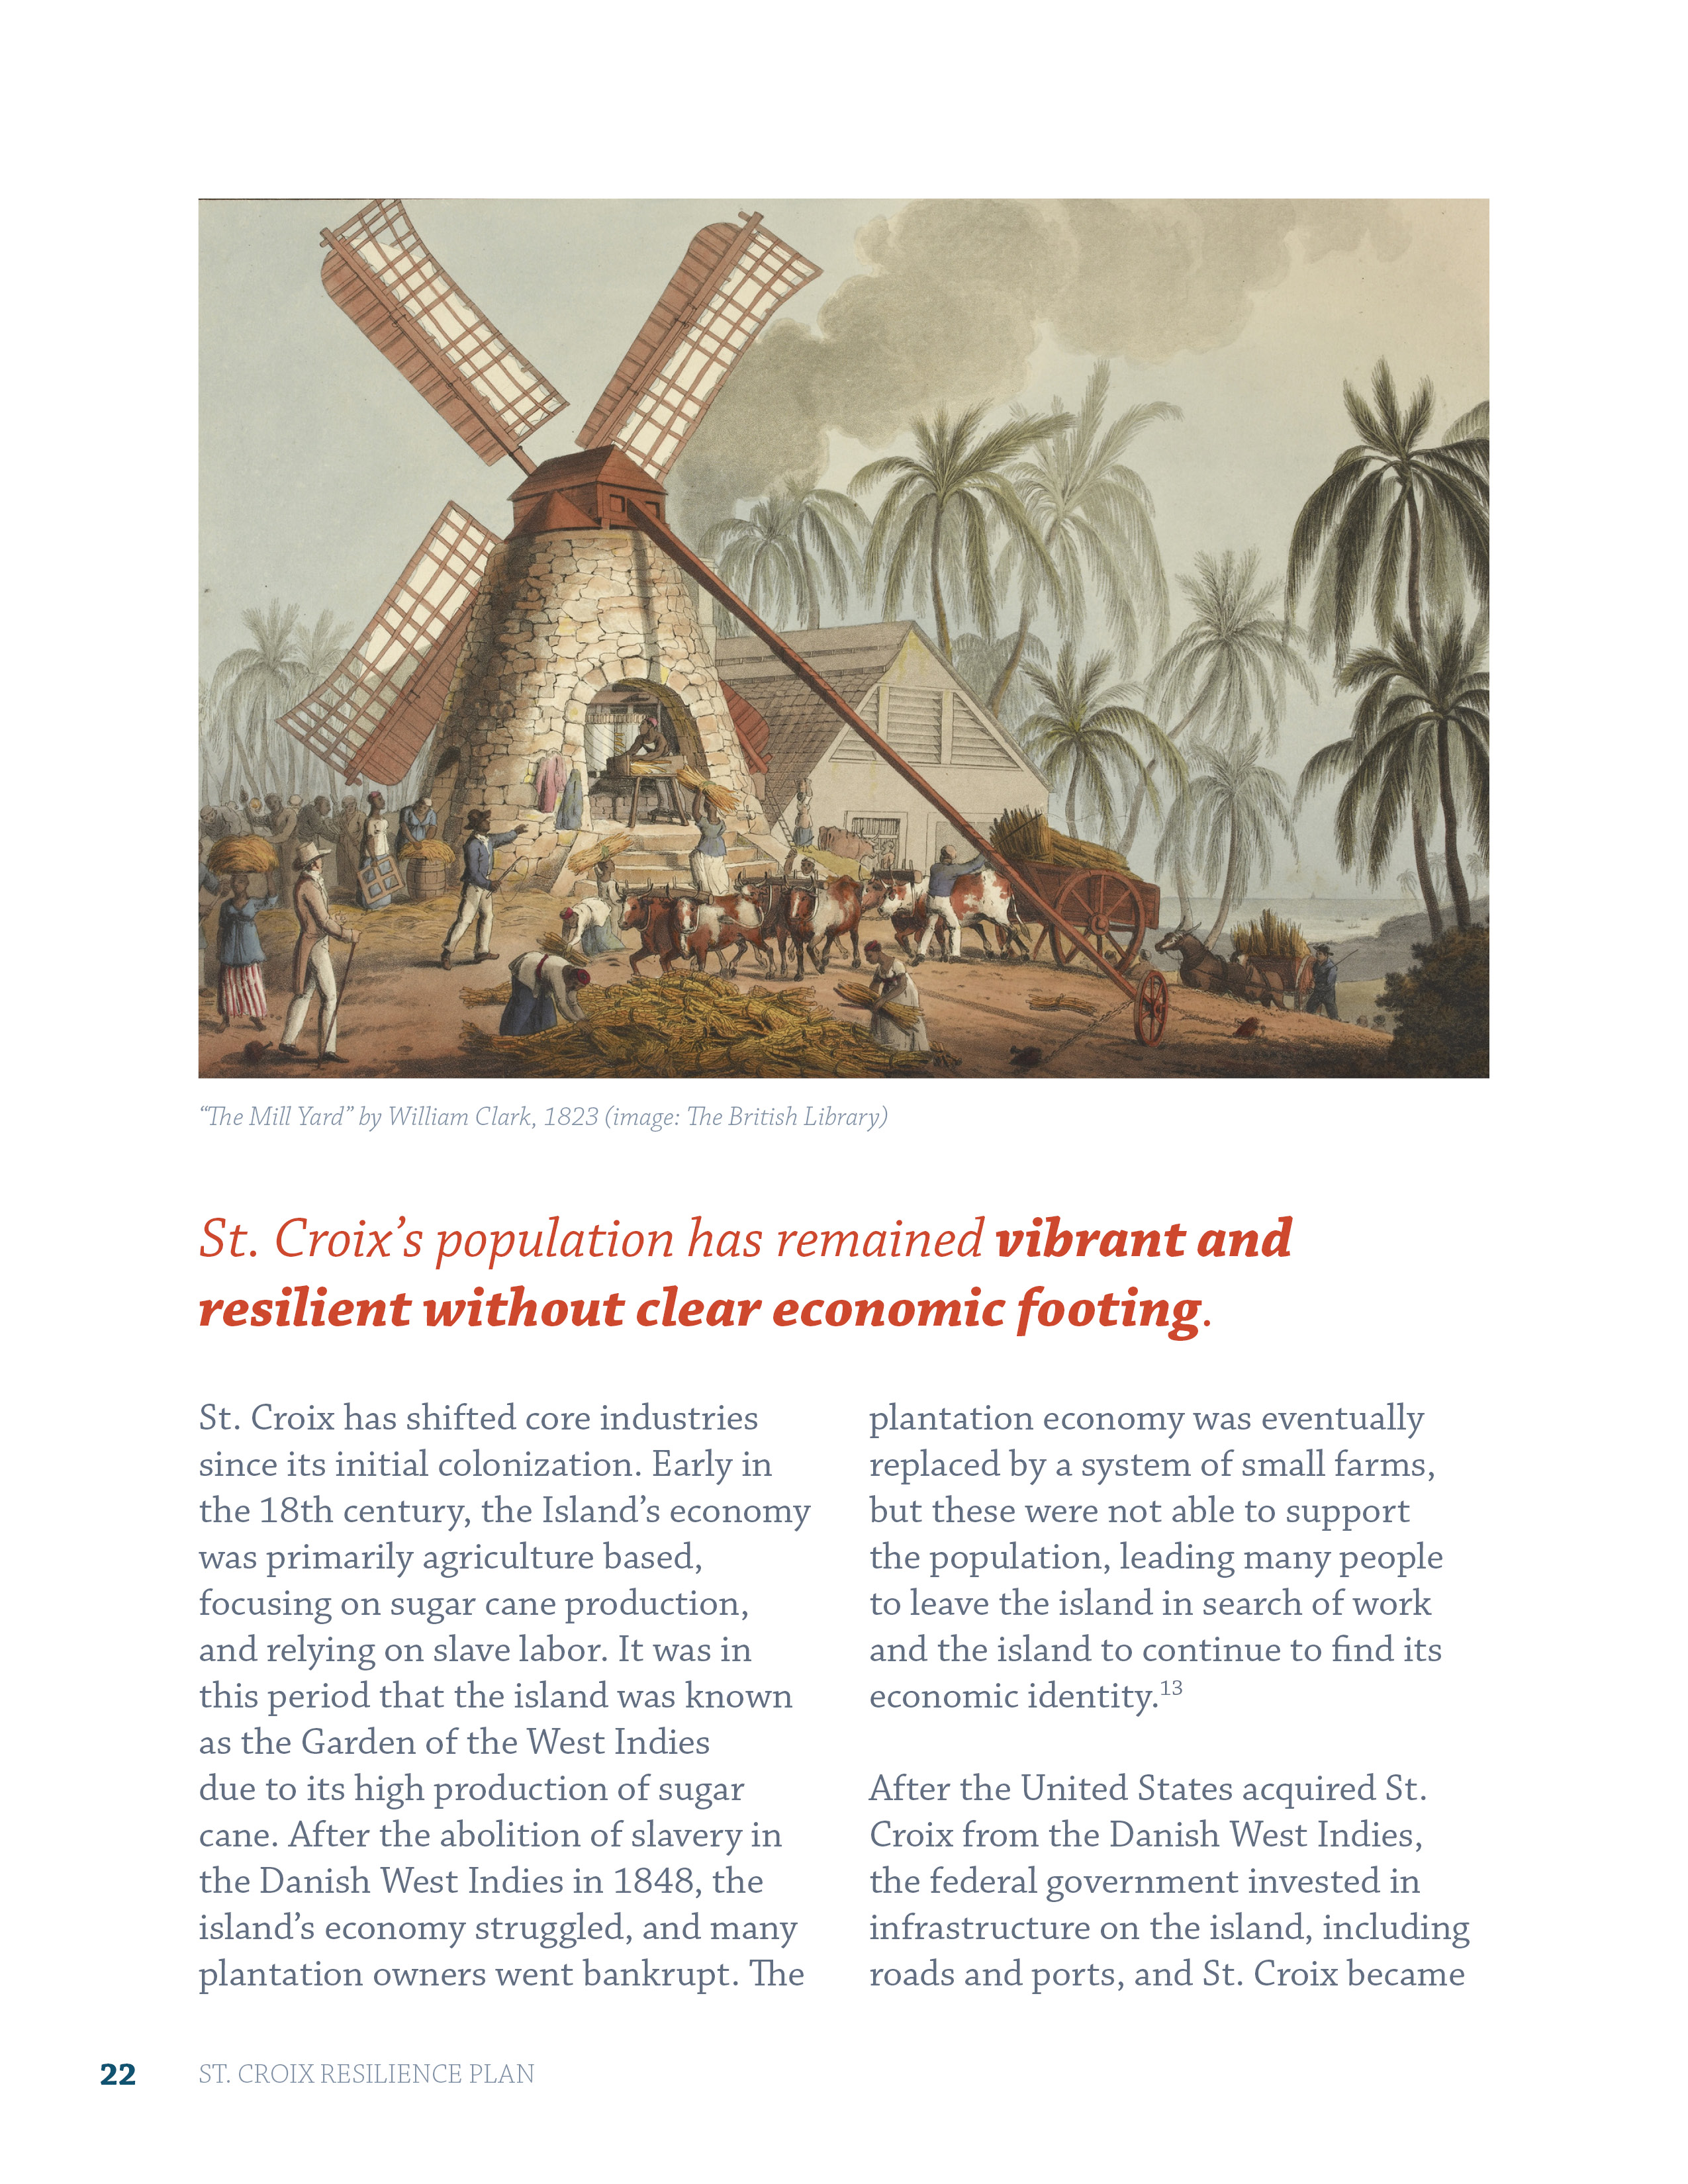 “The Mill Yard” by William Clark, 1823 (image: The British Library)
St. Croix’s population has remained vibrant and
resilient without clear economic footing.
St. Croix has shifted core industries
since its initial colonization. Early in
the 18th century, the Island’s economy
was primarily agriculture based,
focusing on sugar cane production,
and relying on slave labor. It was in
this period that the island was known
as the Garden of the West Indies
due to its high production of sugar
cane. After the abolition of slavery in
the Danish West Indies in 1848, the
island’s economy struggled, and many
plantation owners went bankrupt. The
plantation economy was eventually
replaced by a system of small farms,
but these were not able to support
the population, leading many people
to leave the island in search of work
and the island to continue to find its
economic identity.13
After the United States acquired St.
Croix from the Danish West Indies,
the federal government invested in
infrastructure on the island, including
roads and ports, and St. Croix became
22 ST. CROIX RESILIENCE PLAN